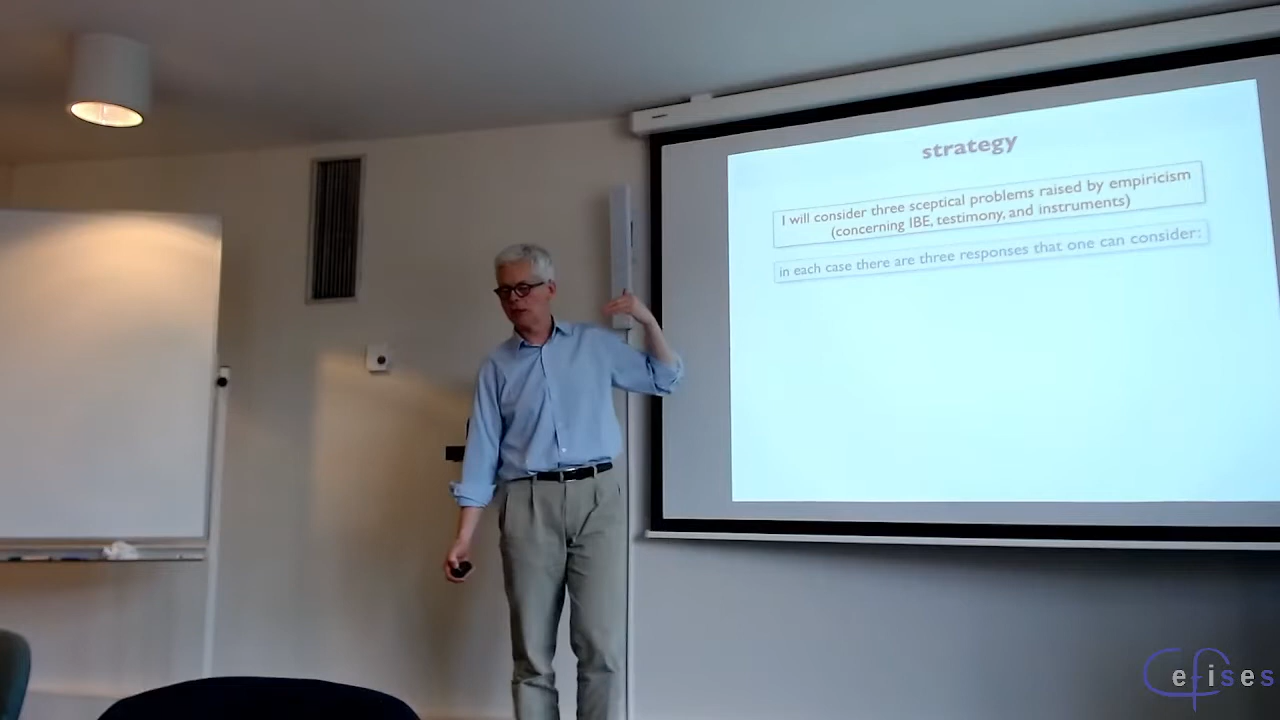 strategy
I will consider three sceptical problems raised by empiricism
(concerning IBE, testimony, and instruments)
in each case there are three responses that one can consider:
Cefises